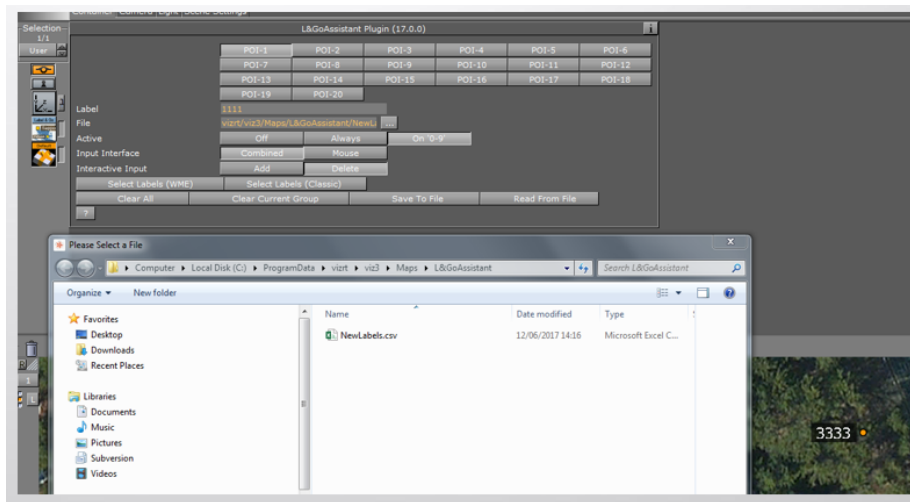 Container Camera Light Scene Settings
Selection
1/1
User
L&GoAssistant Plugin (17.0.0)
i
POI-1 POI-2 POI-3 POI-4 POI-5 POI-6
POI-7 POI-8 POI-9 POI-10 POI-11 POI-12
POI-13 POI-14 POI-15 POI-16 POI-17 POI-18
POI-19 POI-20
Label 1111
File vizrt/viz3/Maps/L&GoAssistant/NewL ...
Active Off Always On '0-9'
Input Interface Combined Mouse
Interactive Input Add Delete
Select Labels (WME) Select Labels (Classic)
Clear All Clear Current Group Save To File Read From File
?
Please Select a File x
Computer Local Disk (C:) ProgramData vizrt viz3 Maps L&GoAssistant Search L&GoAssistant
Organize New folder ?
Favorites
Desktop
Downloads
Recent Places
Libraries
Documents
Music
Pictures
Subversion
Videos
Name Date modified Type
NewLabels.csv 12/06/2017 14:16 Microsoft Excel C...
R
1
L
3333